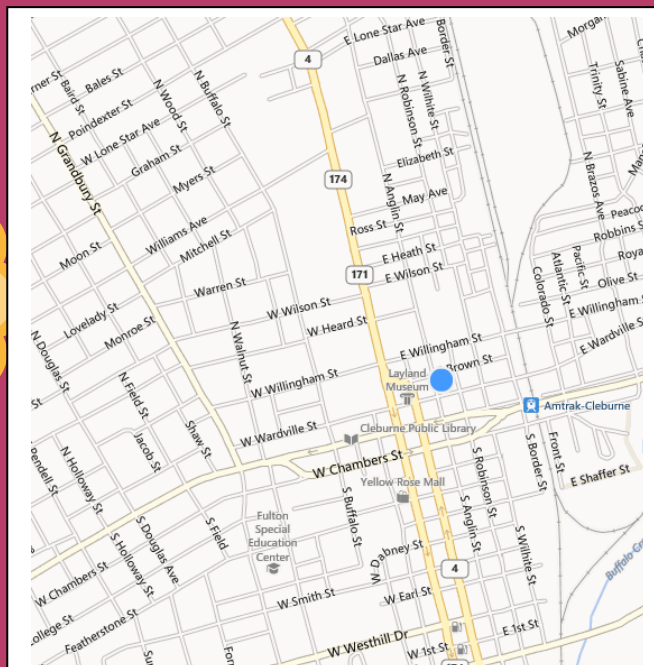 E Lone Star Ave
Border St
Morgan
4
Dallas Ave
Trinity St
Sabine Ave
Bales St
Baird St
N Wood St
N Buffalo St
N Robinson St
N Wilhite St
Poindexter St
W Lone Star Ave
Graham St
Elizabeth St
N Grandbury St
Myers St
174
N Anglin St
May Ave
N Brazos Ave
Williams Ave
Ross St
Peacoc
Moon St
Mitchell St
E Heath St
Robbins S
Warren St
171
E Wilson St
Colorado St
Atlantic St
Pacific St
Roya
Olive St
Lovelady St
W Wilson St
E Willingham S
Monroe St
W Heard St
N Douglas St
N Walnut St
E Willingham St
E Wardville St
Brown St
Layland
Museum
N Field St
W Willingham St
Amtrak-Cleburne
Jacob St
Shaw St
W Wardville St
Cleburne Public Library
Pendell St
N Holloway St
W Chambers St
S Border St
Front St
S Robinson St
E Shaffer St
Yellow Rose Mall
S Buffalo St
S Anglin St
Fulton
Special
Education
Center
S Field
S Douglas Ave
S Holloway St
S Wilhite St
Dabney St
4
Buffalo Cre
W Chambers St
W Smith St
W Earl St
College St
Featherstone St
W Westhill Dr
E 1st St
W 1st St